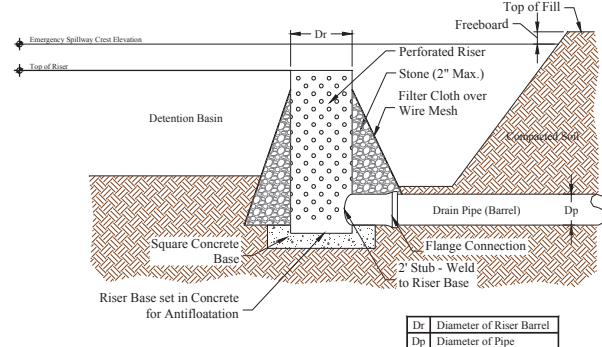 Top of Fill
Freeboard
Dr
Emergency Spillway Crest Elevation
Top of Riser
Perforated Riser
Stone (2" Max.)
Filter Cloth over
Wire Mesh
Detention Basin
Compacted Soil
Drain Pipe (Barrel)
Dp
Square Concrete
Base
Flange Connection
2' Stub - Weld
to Riser Base
Riser Base set in Concrete
for Antifloatation
Dr Diameter of Riser Barrel
Dp Diameter of Pipe